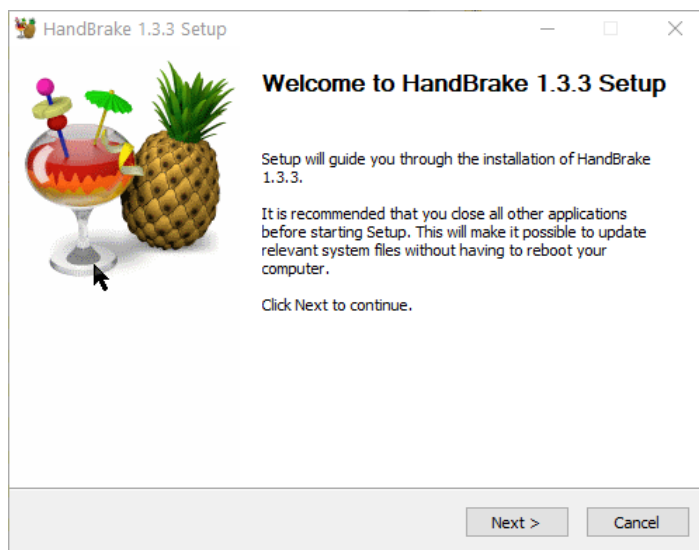 HandBrake 1.3.3 Setup
Welcome to HandBrake 1.3.3 Setup
Setup will guide you through the installation of HandBrake
1.3.3.
It is recommended that you close all other applications
before starting Setup. This will make it possible to update
relevant system files without having to reboot your
computer.
Click Next to continue.
Next >
Cancel